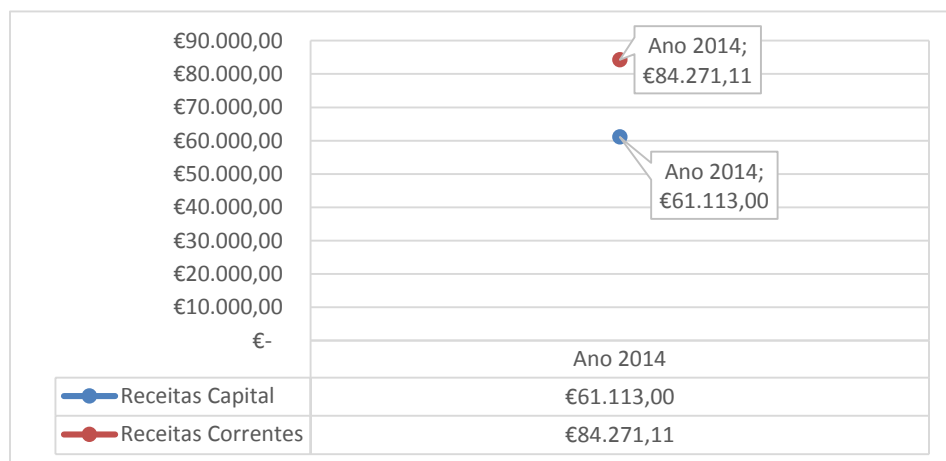 €90.000,00
€80.000,00
€70.000,00
€60.000,00
€50.000,00
€40.000,00
€30.000,00
€20.000,00
€10.000,00
€-
Ano 2014;
€84.271,11
Ano 2014;
€61.113,00
Ano 2014
Receitas Capital €61.113,00
Receitas Correntes €84.271,11